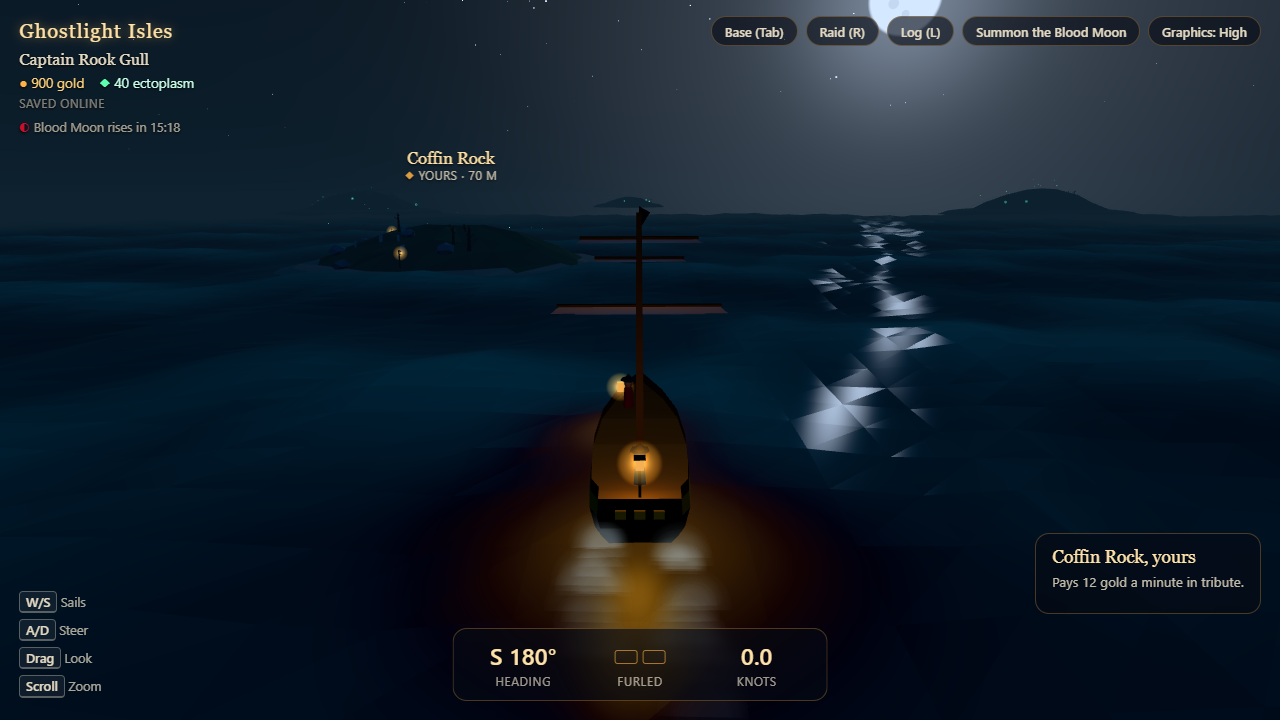 Ghostlight Isles
Captain Rook Gull
900 gold 40 ectoplasm
SAVED ONLINE
Blood Moon rises in 15:18
Base (Tab) Raid (R) Log (L) Summon the Blood Moon Graphics: High
Coffin Rock
YOURS · 70 M
Coffin Rock, yours
Pays 12 gold a minute in tribute.
W/S Sails
A/D Steer
Drag Look
Scroll Zoom
S 180° 0.0
HEADING FURLED KNOTS